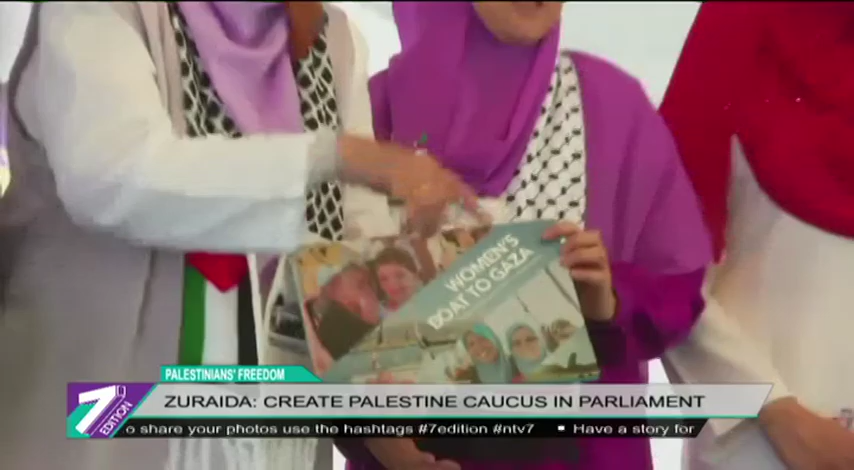 WOMEN'S
BOAT TO GAZA
PALESTINIANS' FREEDOM
7 EDITION
ZURAIDA: CREATE PALESTINE CAUCUS IN PARLIAMENT
o share your photos use the hashtags #7edition #ntv7 ▪ Have a story for